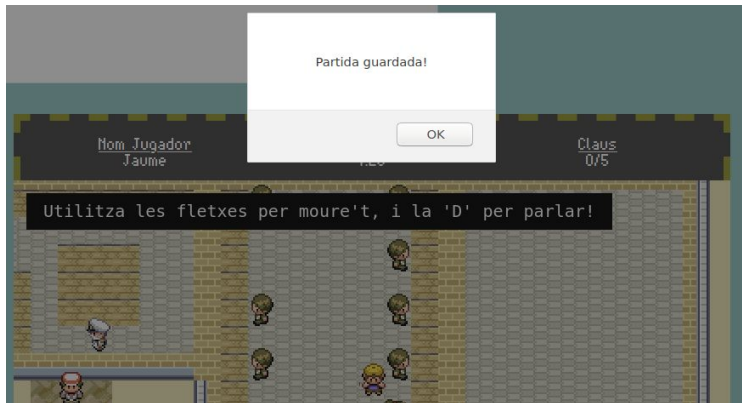 Partida guardada!
OK
Nom Jugador
Jaume
Claus
0/5
Utilitza les fletxes per moure't, i la 'D' per parlar!